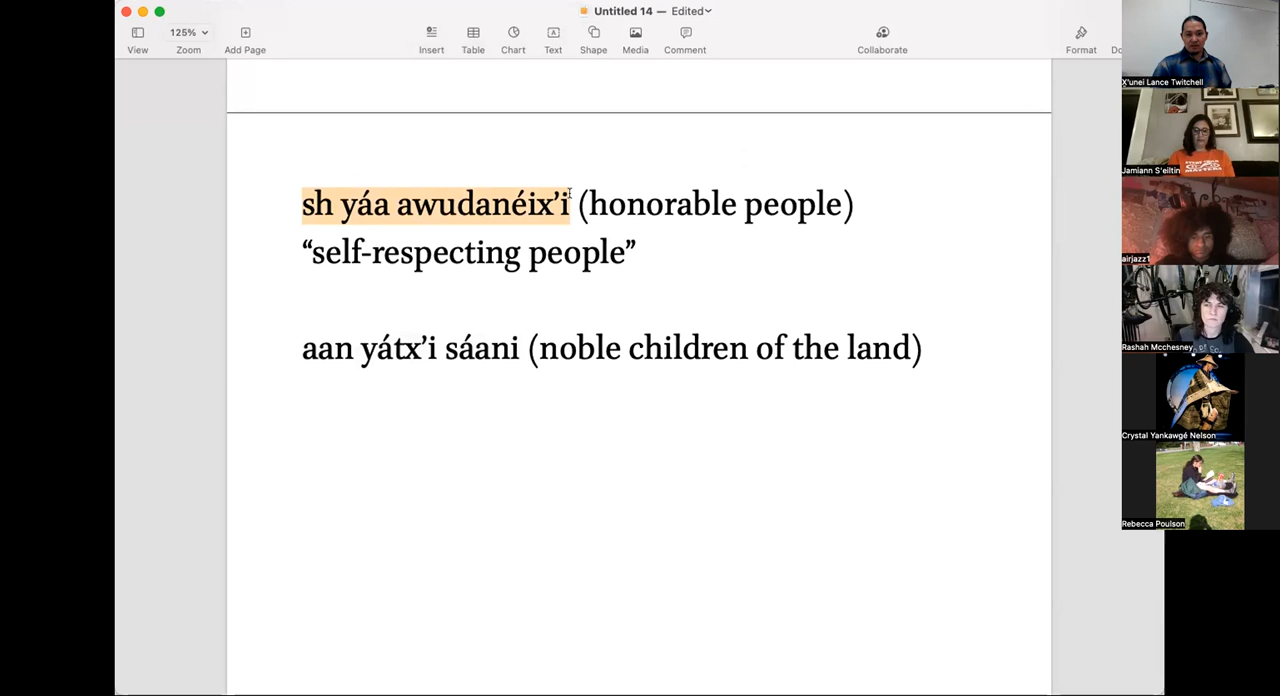 Untitled 14 — Edited
125%
View
Zoom
Add Page
Insert
Table
Chart
Text
Shape
Media
Comment
Collaborate
Format
sh yáa awudanéix’i (honorable people)
“self-respecting people”
aan yátx’i sáani (noble children of the land)
X̱'unei Lance Twitchell
Jamiann S'eiltin
airjazz1
Rashah Mcchesney
Crystal Yankawgé Nelson
Rebecca Poulson